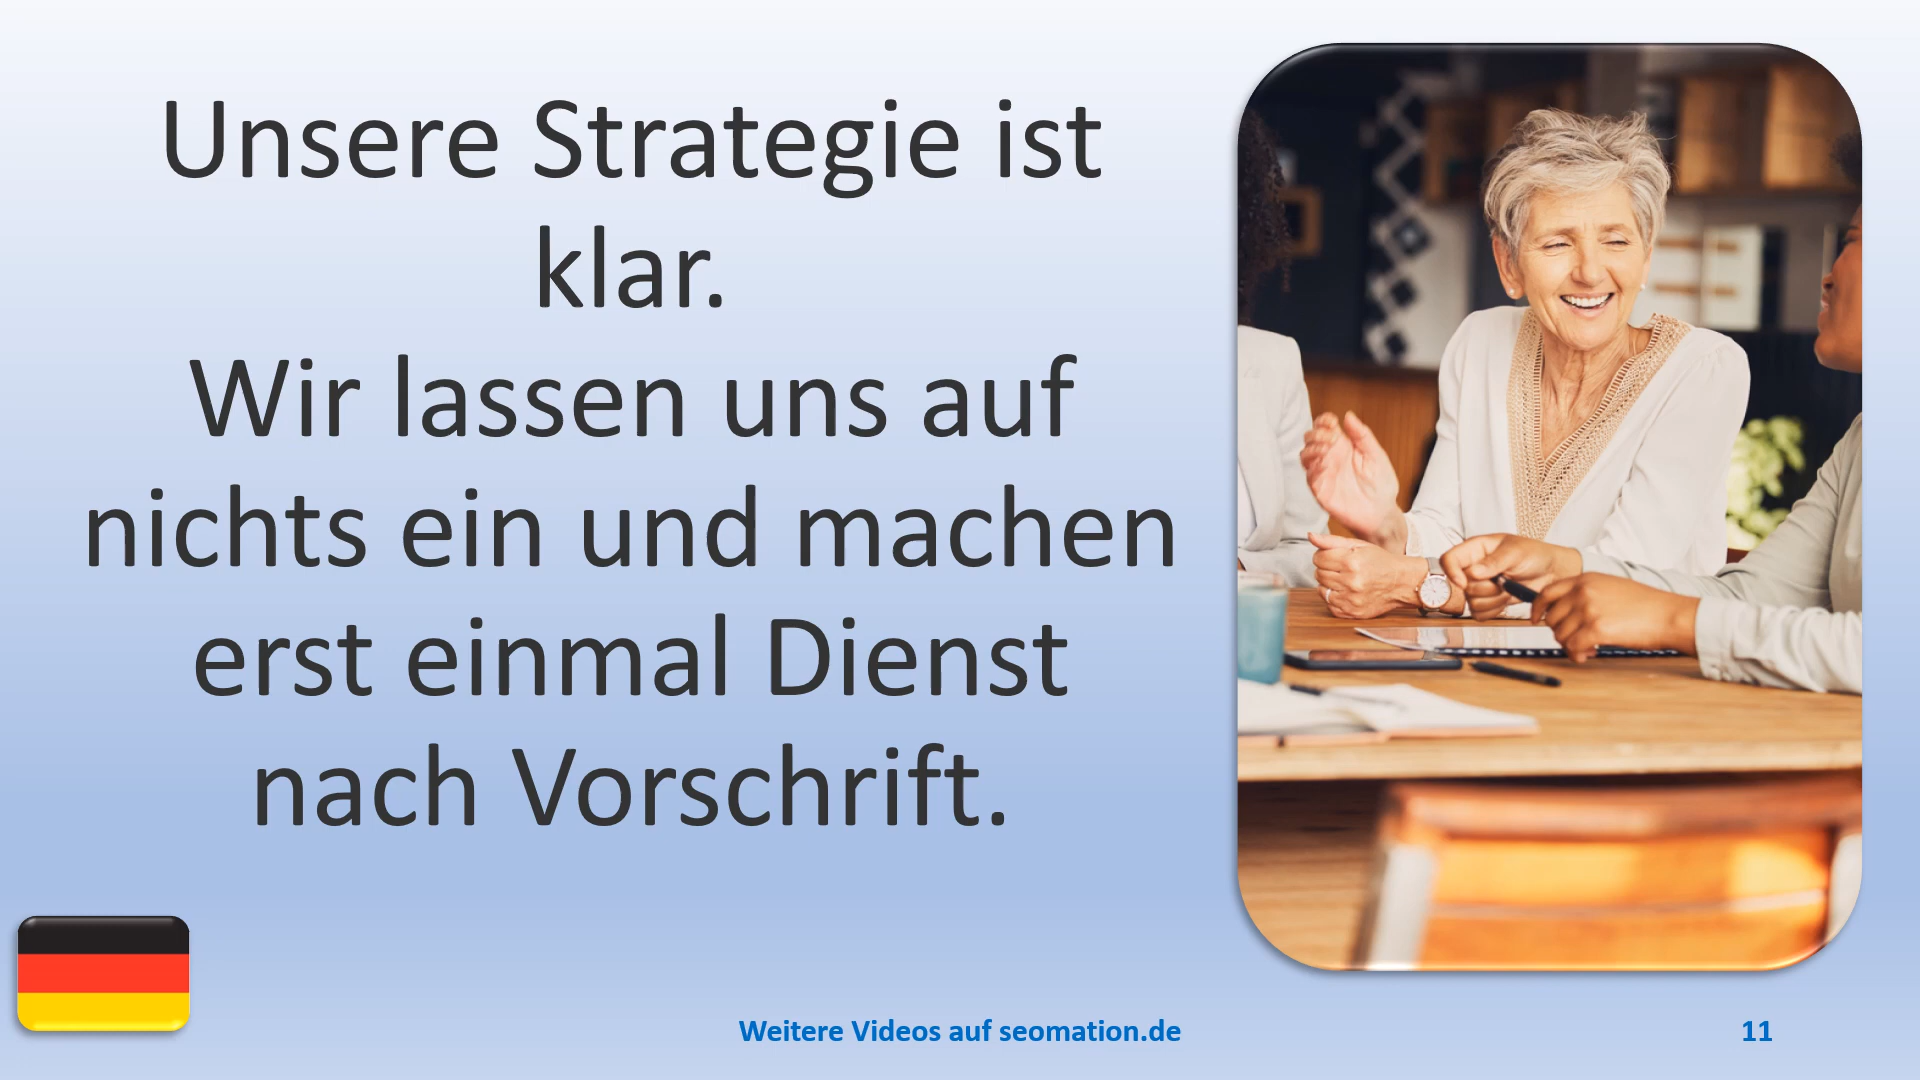 Unsere Strategie ist
klar.
Wir lassen uns auf
nichts ein und machen
erst einmal Dienst
nach Vorschrift.
Weitere Videos auf seomation.de
11